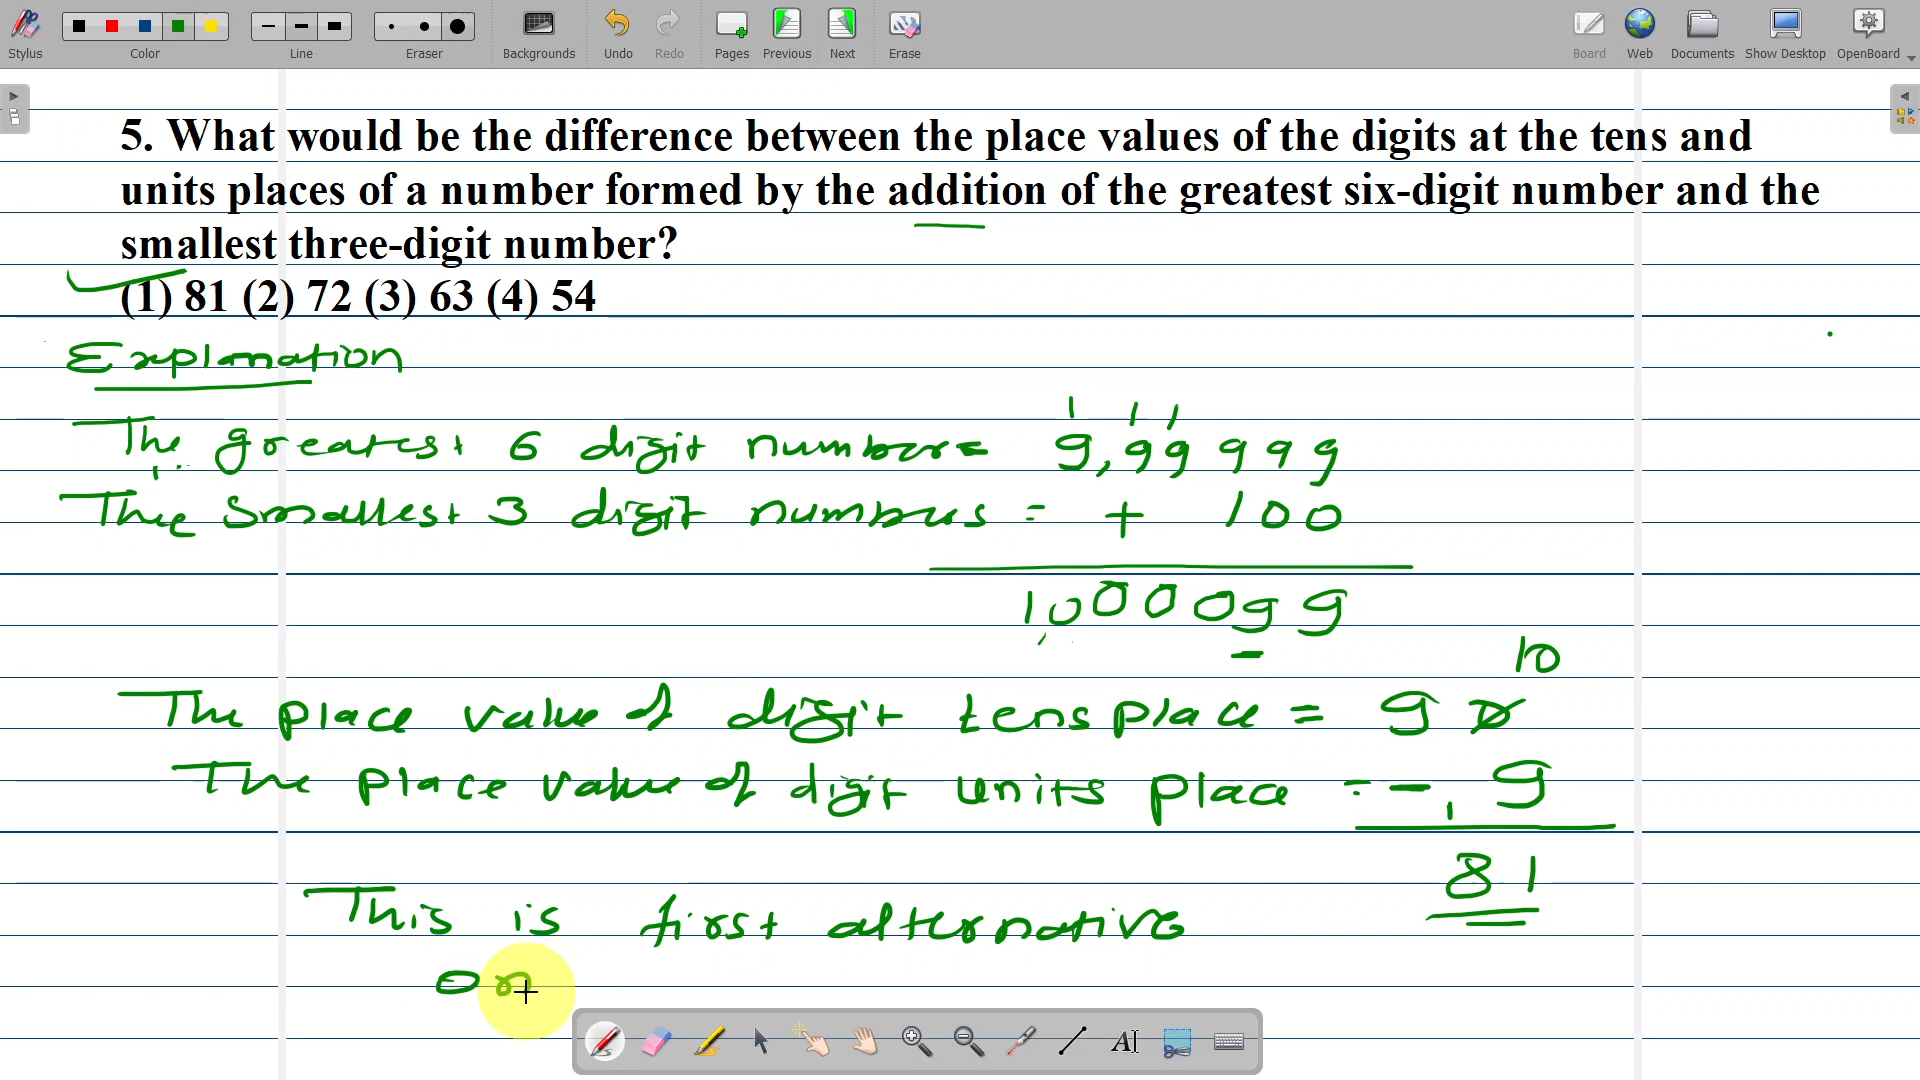 Stylus Color Line Eraser Backgrounds Undo Redo Pages Previous Next Erase Board Web Documents Show Desktop OpenBoard
5. What would be the difference between the place values of the digits at the tens and
units places of a number formed by the addition of the greatest six-digit number and the
smallest three-digit number?
(1) 81 (2) 72 (3) 63 (4) 54
Explanation
1 1 1
The greatest 6 digit number = 9,99 999
The smallest 3 digit numbers = + 100
1,000099
10
The place value of digit tens place = 90
The place value of digit units place = - 9
81
This is first alternative